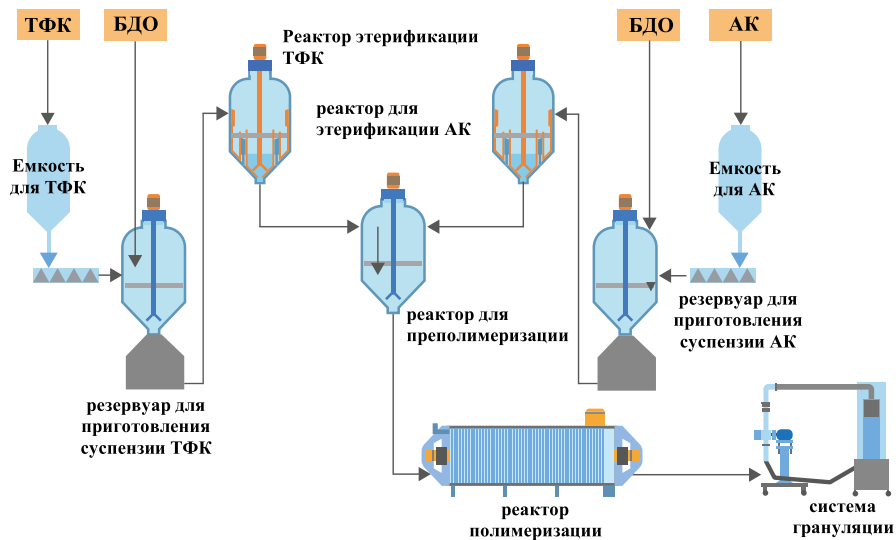 ТФК
БДО
БДО
АК
Реактор этерификации
ТФК
реактор для
этерификации АК
Емкость
для ТФК
Емкость
для АК
реактор для
преполимеризации
резервуар для
приготовления
суспензии АК
резервуар для
приготовления
суспензии ТФК
реактор
полимеризации
система
грануляции